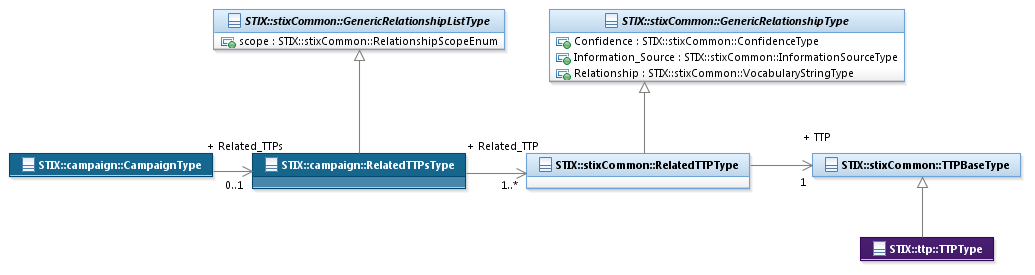 STIX::stixCommon::GenericRelationshipListType
scope : STIX::stixCommon::RelationshipScopeEnum
STIX::stixCommon::GenericRelationshipType
Confidence : STIX::stixCommon::ConfidenceType
Information_Source : STIX::stixCommon::InformationSourceType
Relationship : STIX::stixCommon::VocabularyStringType
STIX::campaign::CampaignType
+ Related_TTPs
0..1
STIX::campaign::RelatedTTPsType
+ Related_TTP
1..*
STIX::stixCommon::RelatedTTPType
+ TTP
1
STIX::stixCommon::TTPBaseType
STIX::ttp::TTPType